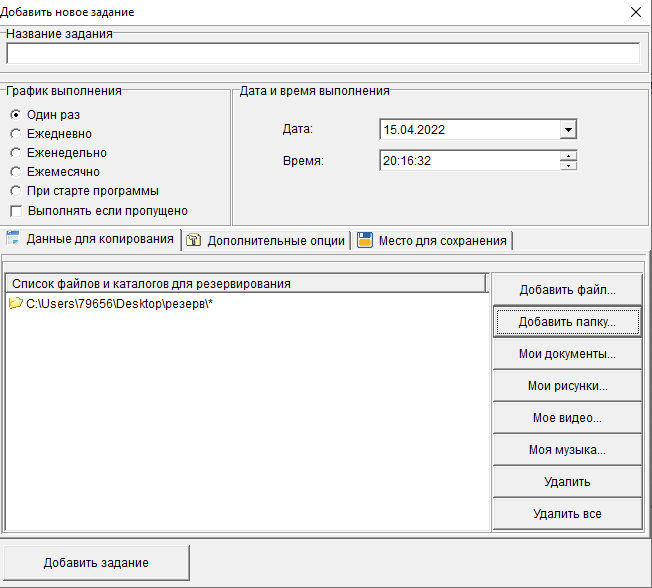 Добавить новое задание
Название задания
График выполнения
Один раз
Ежедневно
Еженедельно
Ежемесячно
При старте программы
Выполнять если пропущено
Дата и время выполнения
Дата:
15.04.2022
Время:
20:16:32
Данные для копирования
Дополнительные опции
Место для сохранения
Список файлов и каталогов для резервирования
C:\Users\79656\Desktop\резерв\*
Добавить файл...
Добавить папку...
Мои документы...
Мои рисунки...
Мое видео...
Моя музыка...
Удалить
Удалить все
Добавить задание